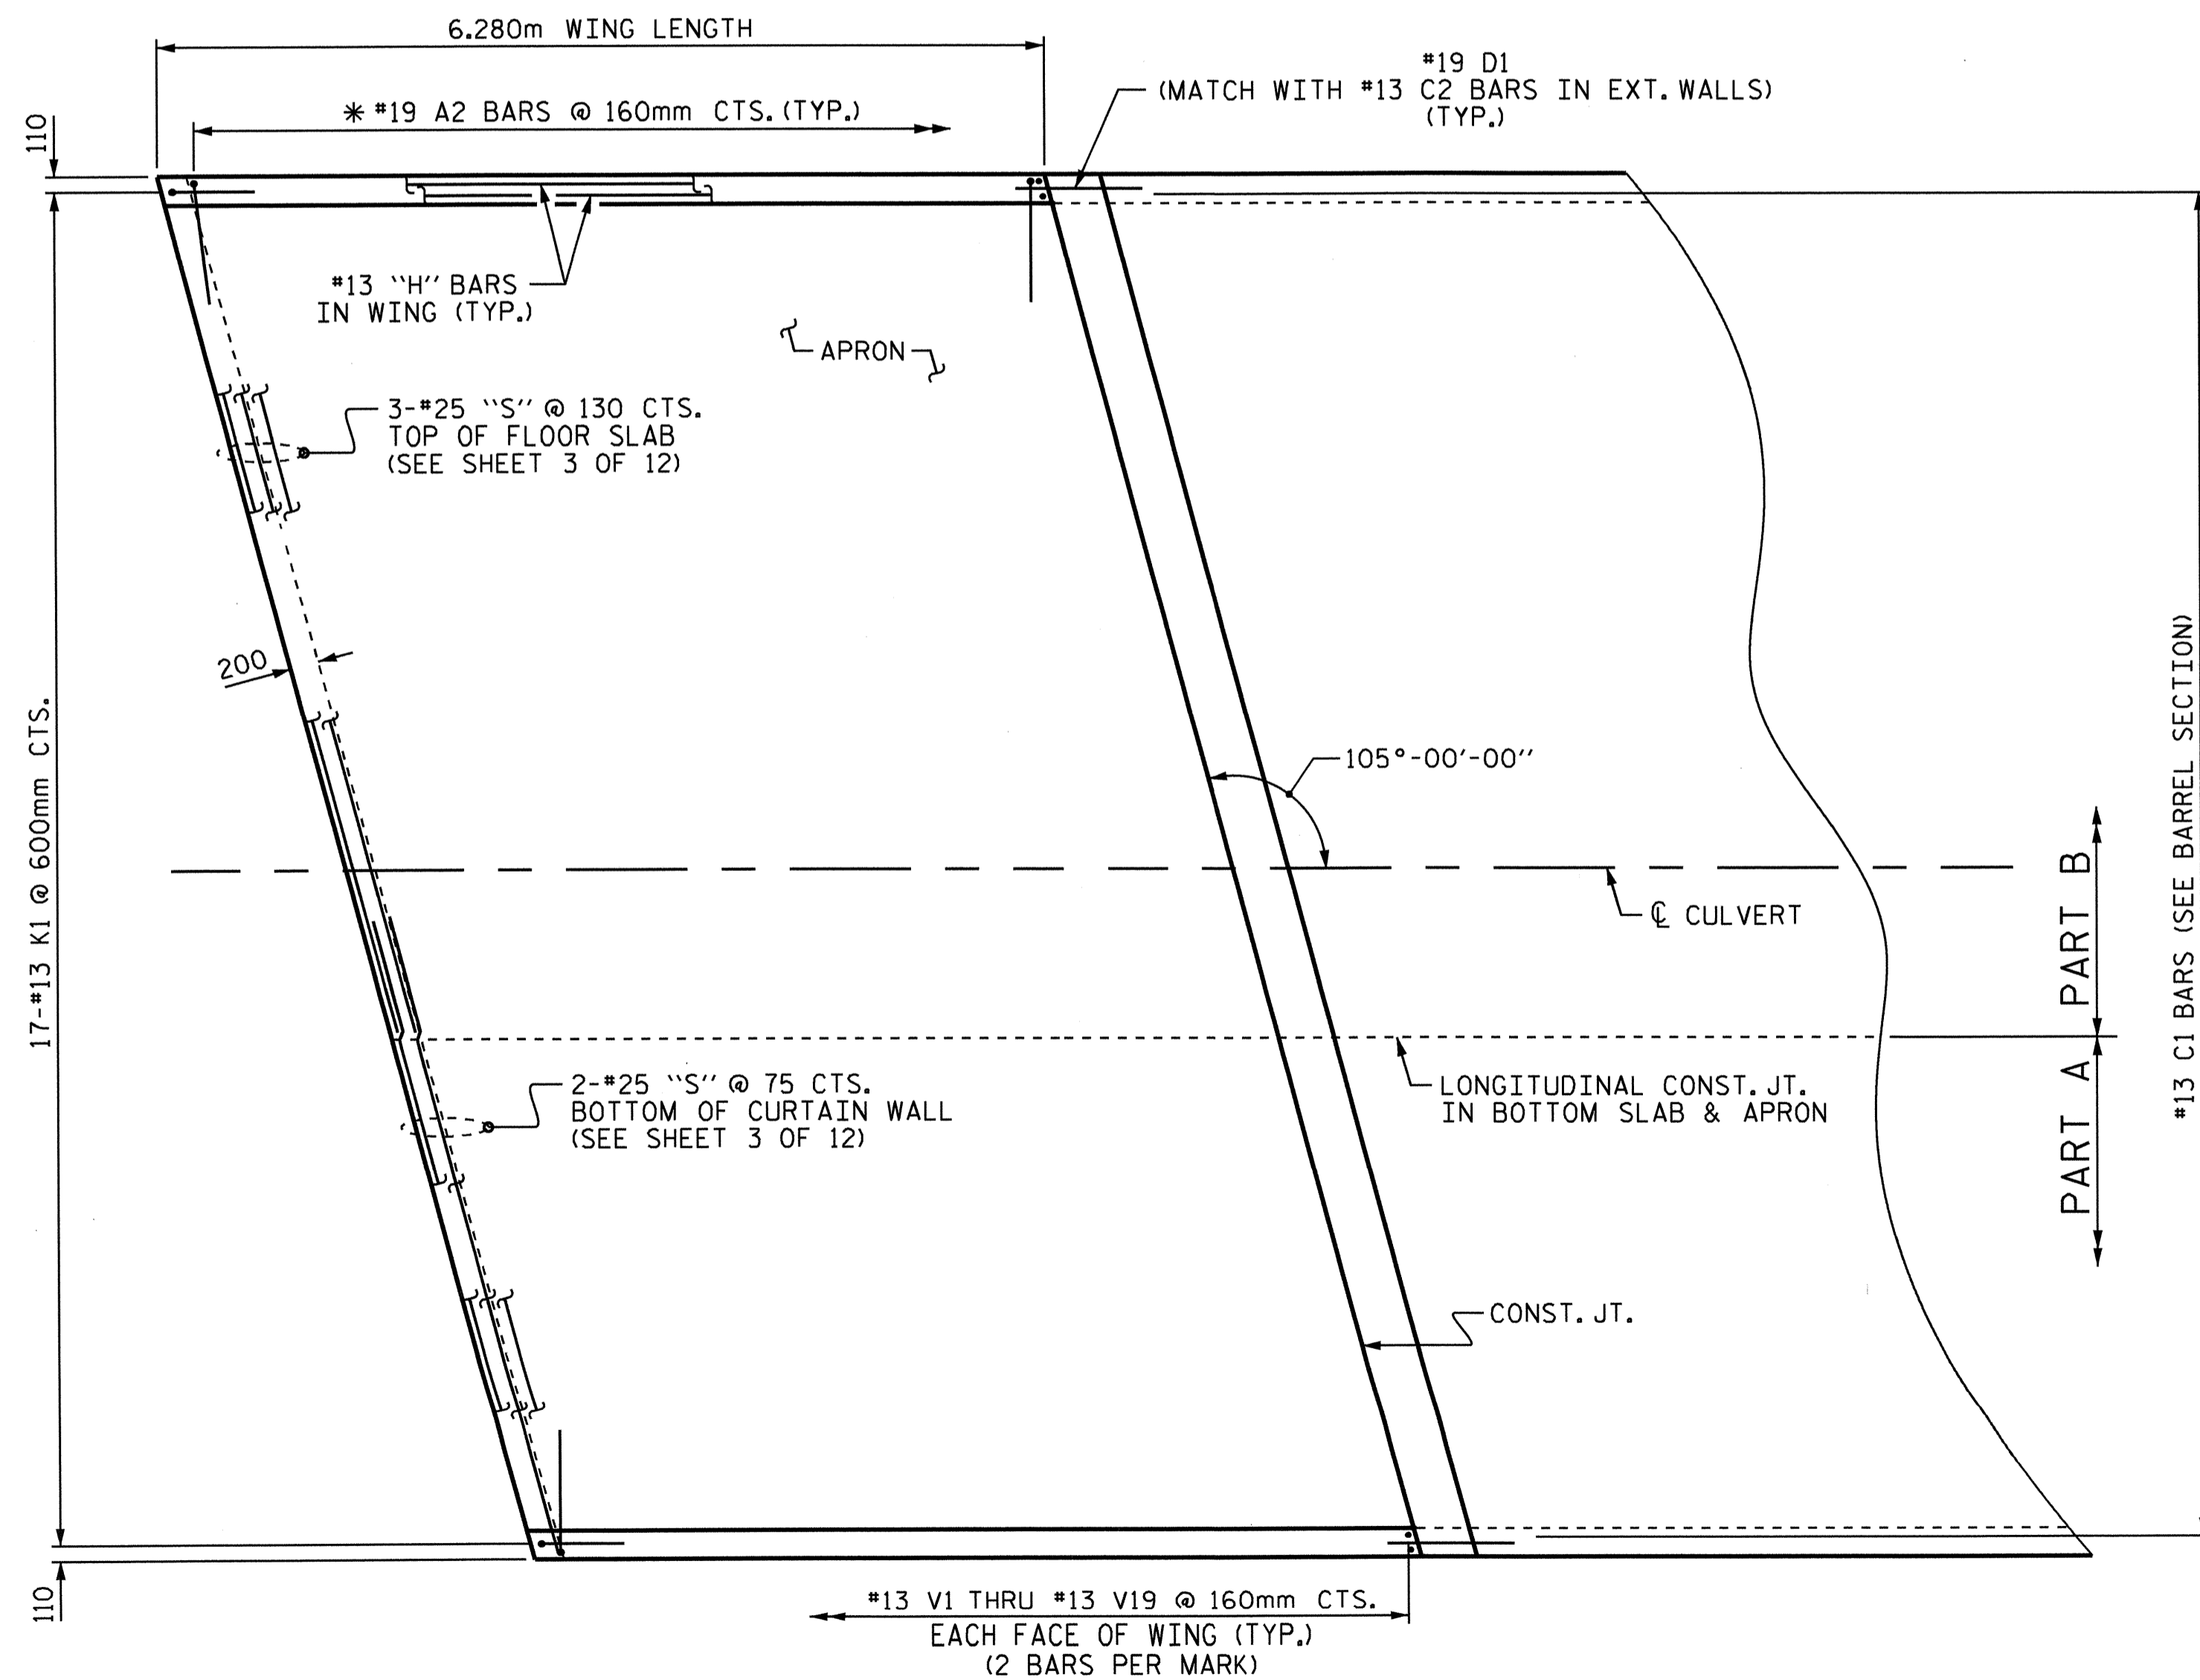 6.280m WING LENGTH
#19 D1
(MATCH WITH #13 C2 BARS IN EXT. WALLS)
(TYP.)
* #19 A2 BARS @ 160mm CTS. (TYP.)
110
#13 "H" BARS
IN WING (TYP.)
APRON
3-#25 "S" @ 130 CTS.
TOP OF FLOOR SLAB
(SEE SHEET 3 OF 12)
200
17-#13 K1 @ 600mm CTS.
105°-00'-00"
℄ CULVERT
PART B
PART A
#13 C1 BARS (SEE BARREL SECTION)
LONGITUDINAL CONST. JT.
IN BOTTOM SLAB & APRON
2-#25 "S" @ 75 CTS.
BOTTOM OF CURTAIN WALL
(SEE SHEET 3 OF 12)
CONST. JT.
110
#13 V1 THRU #13 V19 @ 160mm CTS.
EACH FACE OF WING (TYP.)
(2 BARS PER MARK)